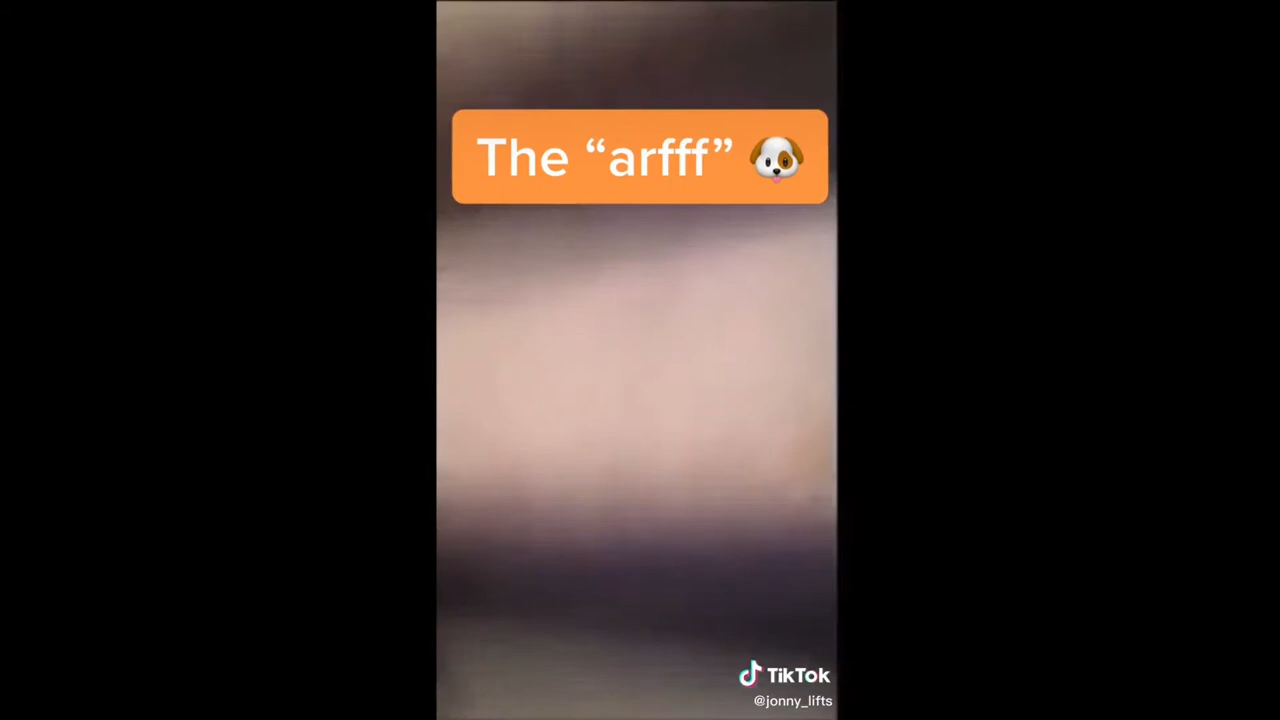 The “arfff” 🐶
TikTok
@jonny_lifts